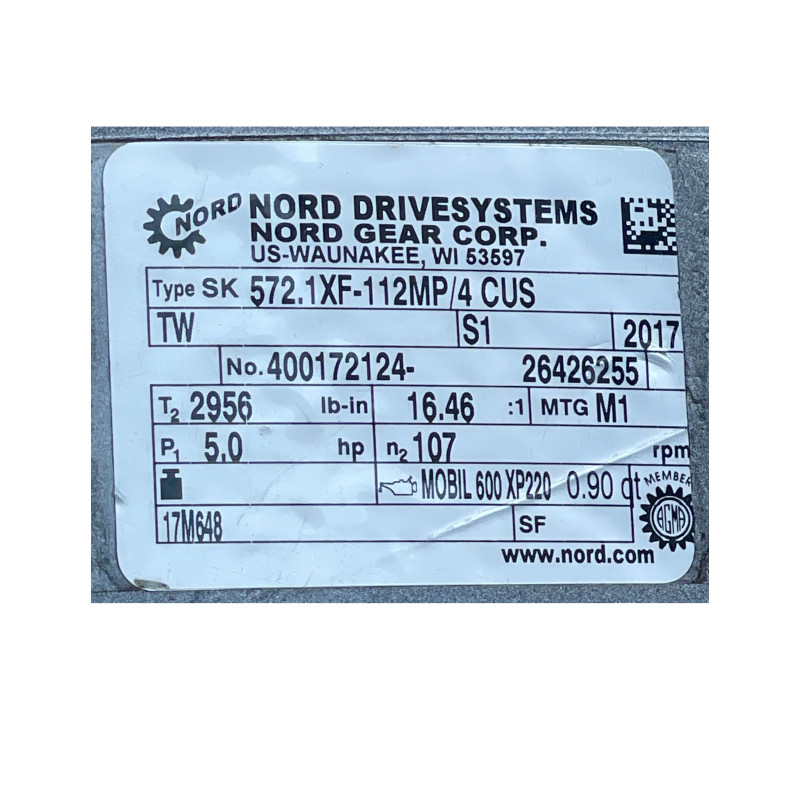 NORD NORD DRIVESYSTEMS
NORD GEAR CORP.
US-WAUNAKEE, WI 53597
Type SK 572.1XF-112MP/4 CUS
TW S1 2017
No. 400172124- 26426255
T2 2956 lb-in 16.46 :1 MTG M1
P1 5.0 hp n2 107 rpm
MOBIL 600 XP220 0.90 qt
17M648 SF
MEMBER
AGMA
www.nord.com